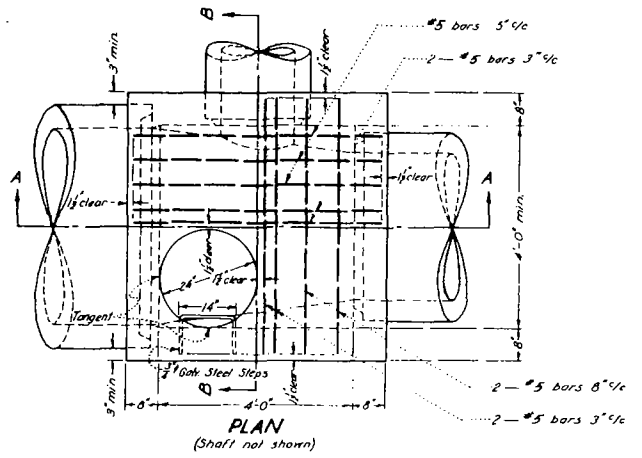 B
#5 bars 5" c/c
2 — #5 bars 3" c/c
3" min.
1½" clear
8"
A
A
1½" clear
1½" clear
4'-0" min.
1½" clear
24"
1½" clear
14"
Tangent
¾"ϕ Galv. Steel Steps
B
1½" clear
3" min
8"
2 — #5 bars 8" c/c
8"
4'-0"
8"
2 — #5 bars 3" c/c
PLAN
(Shaft not shown)